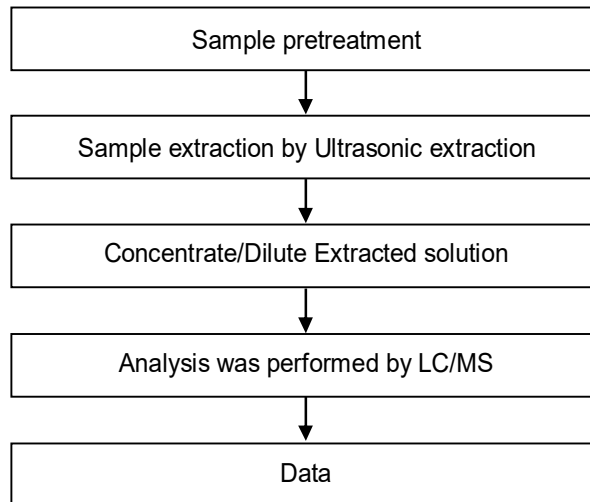 Sample pretreatment
Sample extraction by Ultrasonic extraction
Concentrate/Dilute Extracted solution
Analysis was performed by LC/MS
Data